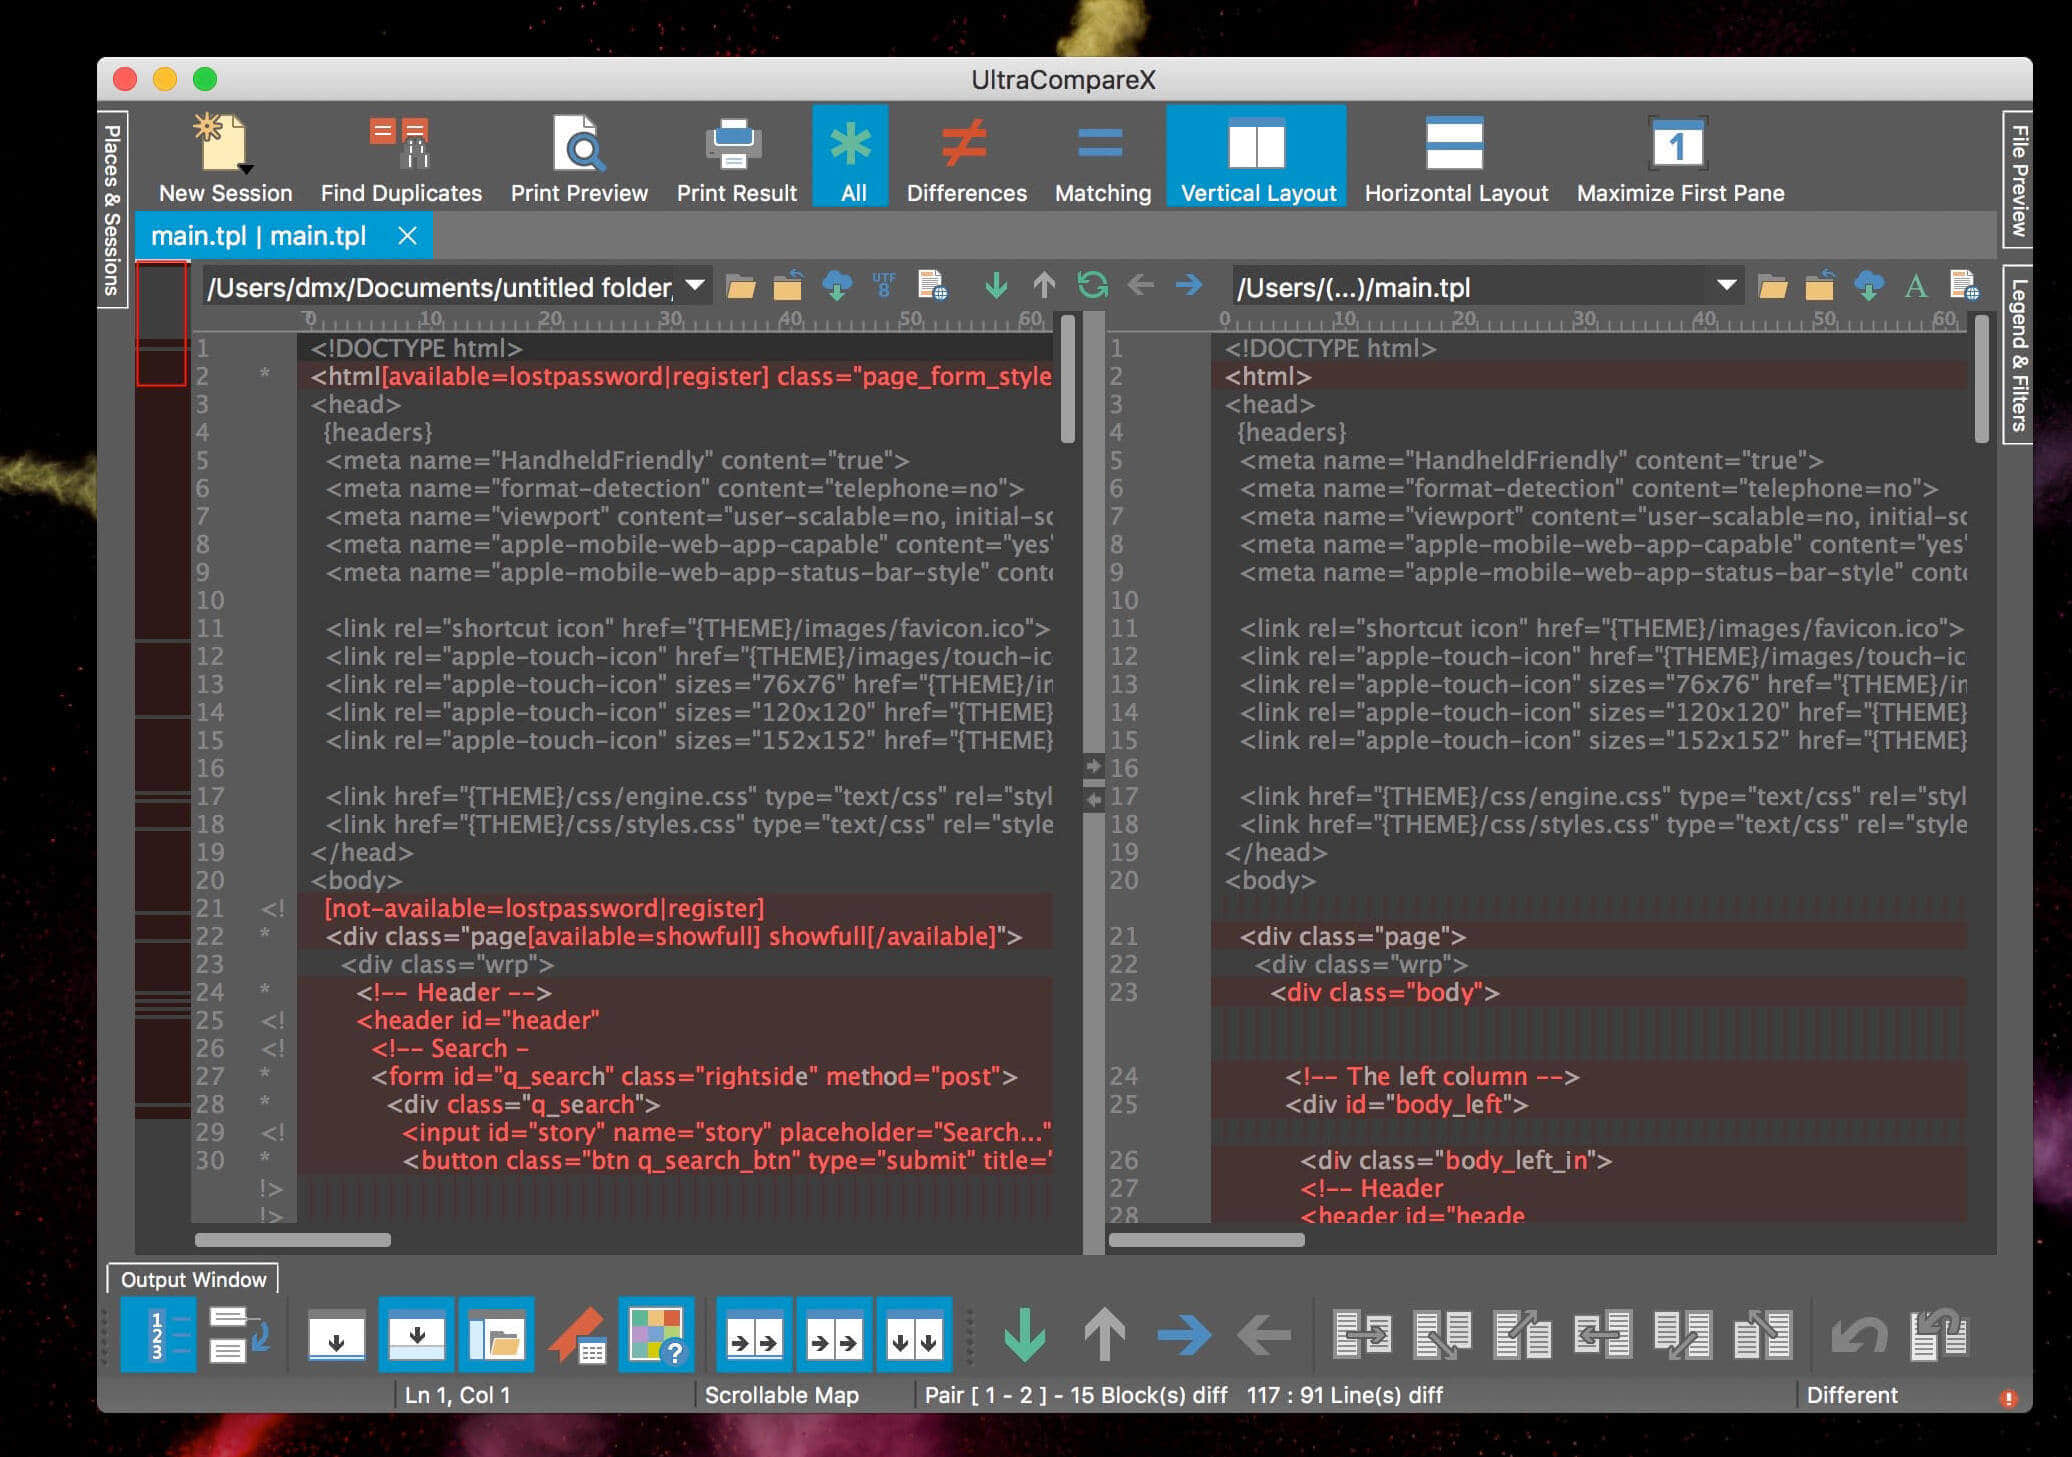 UltraCompareX
Places & Sessions
New Session
Find Duplicates
Print Preview
Print Result
All
Differences
Matching
Vertical Layout
Horizontal Layout
1
Maximize First Pane
File Preview
Legend & Filters
main.tpl | main.tpl
/Users/dmx/Documents/untitled folder,
UTF
8
/Users/(...)/main.tpl
A
0 10 20 30 40 50 60
1 <!DOCTYPE html>
2 * <html[available=lostpassword|register] class="page_form_style
3 <head>
4 {headers}
5 <meta name="HandheldFriendly" content="true">
6 <meta name="format-detection" content="telephone=no">
7 <meta name="viewport" content="user-scalable=no, initial-sc
8 <meta name="apple-mobile-web-app-capable" content="yes"
9 <meta name="apple-mobile-web-app-status-bar-style" conte
10
11 <link rel="shortcut icon" href="{THEME}/images/favicon.ico">
12 <link rel="apple-touch-icon" href="{THEME}/images/touch-ic
13 <link rel="apple-touch-icon" sizes="76x76" href="{THEME}/in
14 <link rel="apple-touch-icon" sizes="120x120" href="{THEME}
15 <link rel="apple-touch-icon" sizes="152x152" href="{THEME}
16
17 <link href="{THEME}/css/engine.css" type="text/css" rel="styl
18 <link href="{THEME}/css/styles.css" type="text/css" rel="style
19 </head>
20 <body>
21 <! [not-available=lostpassword|register]
22 * <div class="page[available=showfull] showfull[/available]">
23 <div class="wrp">
24 * <!-- Header -->
25 <! <header id="header"
26 <! <!-- Search -
27 * <form id="q_search" class="rightside" method="post">
28 * <div class="q_search">
29 <! <input id="story" name="story" placeholder="Search..."
30 * <button class="btn q_search_btn" type="submit" title="
!>
!>
0 10 20 30 40 50 60
1 <!DOCTYPE html>
2 <html>
3 <head>
4 {headers}
5 <meta name="HandheldFriendly" content="true">
6 <meta name="format-detection" content="telephone=no">
7 <meta name="viewport" content="user-scalable=no, initial-sc
8 <meta name="apple-mobile-web-app-capable" content="yes"
9 <meta name="apple-mobile-web-app-status-bar-style" conte
10
11 <link rel="shortcut icon" href="{THEME}/images/favicon.ico">
12 <link rel="apple-touch-icon" href="{THEME}/images/touch-ic
13 <link rel="apple-touch-icon" sizes="76x76" href="{THEME}/in
14 <link rel="apple-touch-icon" sizes="120x120" href="{THEME}
15 <link rel="apple-touch-icon" sizes="152x152" href="{THEME}
16
17 <link href="{THEME}/css/engine.css" type="text/css" rel="styl
18 <link href="{THEME}/css/styles.css" type="text/css" rel="style
19 </head>
20 <body>
21 <div class="page">
22 <div class="wrp">
23 <div class="body">
24 <!-- The left column -->
25 <div id="body_left">
26 <div class="body_left_in">
27 <!-- Header
28 <header id="heade
Output Window
1
2
3
?
Ln 1, Col 1
Scrollable Map
Pair [ 1 - 2 ] - 15 Block(s) diff 117 : 91 Line(s) diff
Different
!